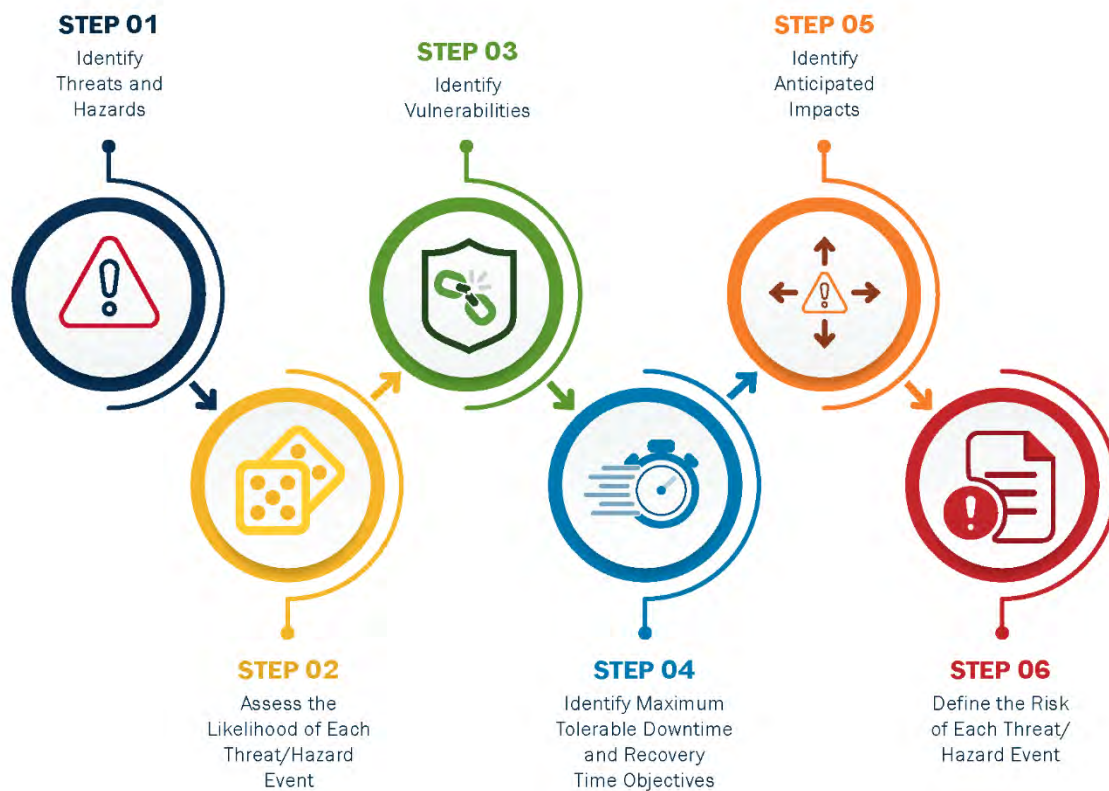 STEP 01
Identify
Threats and
Hazards
STEP 02
Assess the
Likelihood of Each
Threat/Hazard
Event
STEP 03
Identify
Vulnerabilities
STEP 04
Identify Maximum
Tolerable Downtime
and Recovery
Time Objectives
STEP 05
Identify
Anticipated
Impacts
STEP 06
Define the Risk
of Each Threat/
Hazard Event